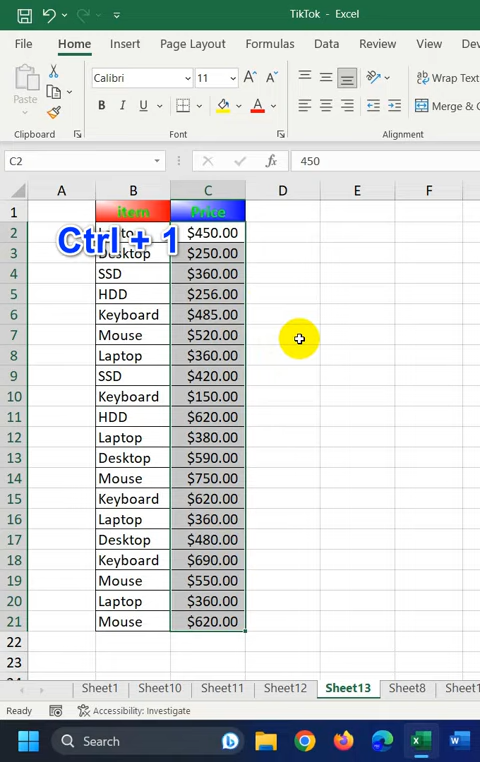 TikTok - Excel
File Home Insert Page Layout Formulas Data Review View Dev
Paste Calibri 11 A A ab Wrap Text
B I U A Merge & C
Clipboard Font Alignment
C2 fx 450
A B C D E F
1 item Price
2 $450.00
Ctrl + 1
3 Desktop $250.00
4 SSD $360.00
5 HDD $256.00
6 Keyboard $485.00
7 Mouse $520.00
8 Laptop $360.00
9 SSD $420.00
10 Keyboard $150.00
11 HDD $620.00
12 Laptop $380.00
13 Desktop $590.00
14 Mouse $750.00
15 Keyboard $620.00
16 Laptop $360.00
17 Desktop $480.00
18 Keyboard $690.00
19 Mouse $550.00
20 Laptop $360.00
21 Mouse $620.00
22
23
Sheet1 Sheet10 Sheet11 Sheet12 Sheet13 Sheet8 Sheet1
Ready Accessibility: Investigate
Search